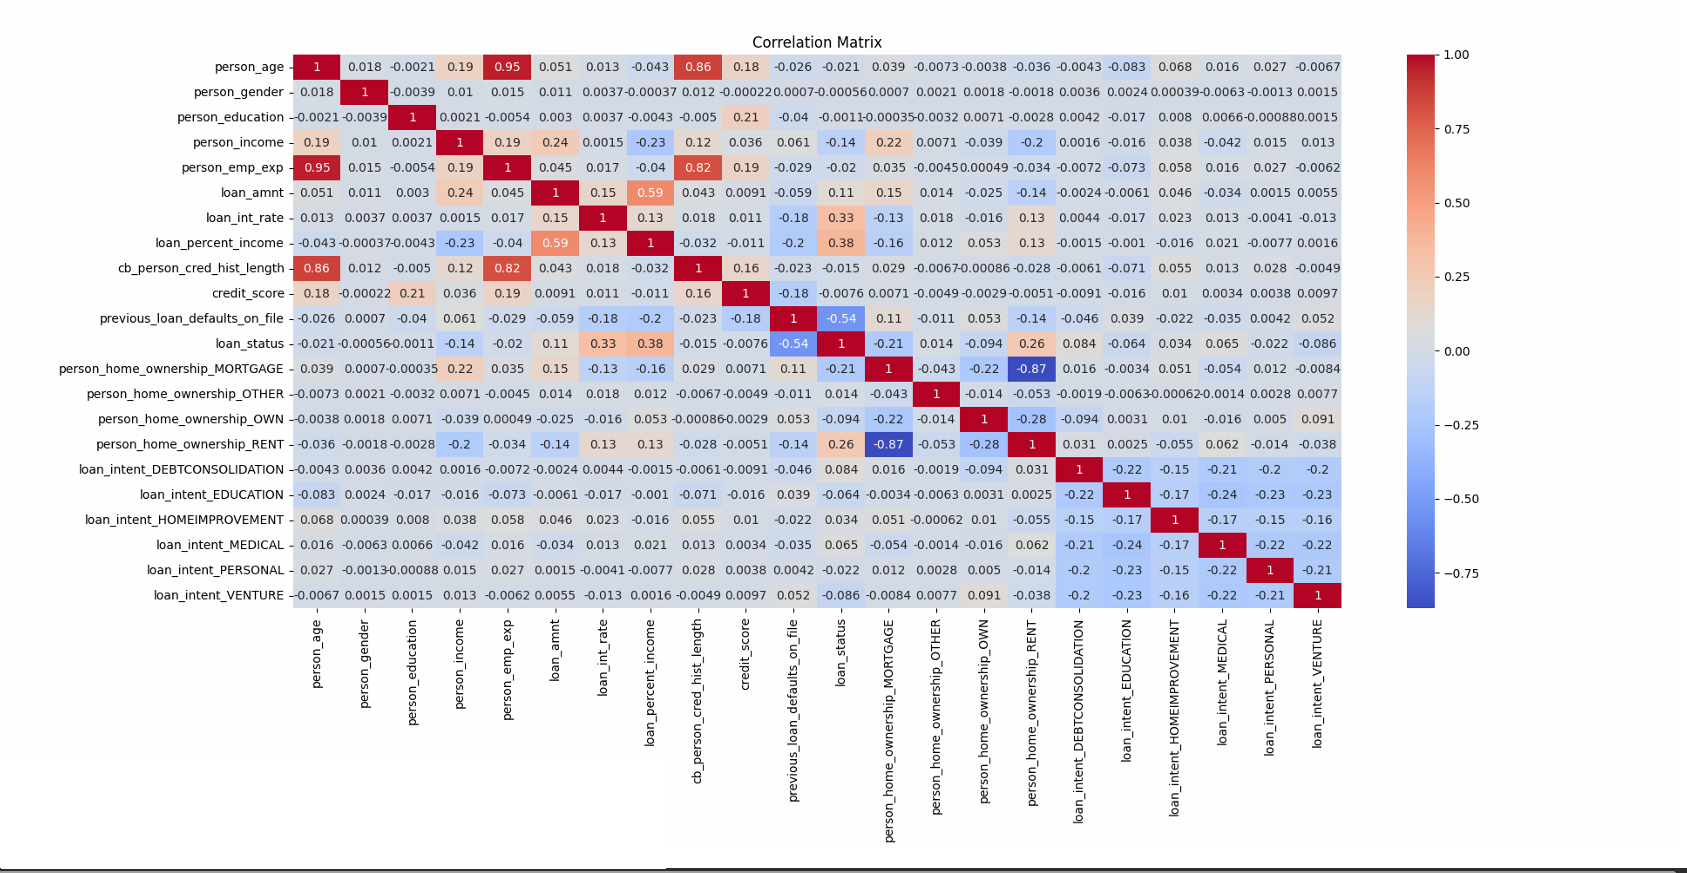 Correlation Matrix
person_age 1 0.018 -0.0021 0.19 0.95 0.051 0.013 -0.043 0.86 0.18 -0.026 -0.021 0.039 -0.0073 -0.0038 -0.036 -0.0043 -0.083 0.068 0.016 0.027 -0.0067
person_gender 0.018 1 -0.0039 0.01 0.015 0.011 0.0037 -0.00037 0.012 -0.00022 0.0007 -0.00056 0.0007 0.0021 0.0018 -0.0018 0.0036 0.0024 0.00039 -0.0063 -0.0013 0.0015
person_education -0.0021 -0.0039 1 0.0021 -0.0054 0.003 0.0037 -0.0043 -0.005 0.21 -0.04 -0.0011 -0.00035 -0.0032 0.0071 -0.0028 0.0042 -0.017 0.008 0.0066 -0.00088 0.0015
person_income 0.19 0.01 0.0021 1 0.19 0.24 0.0015 -0.23 0.12 0.036 0.061 -0.14 0.22 0.0071 -0.039 -0.2 0.0016 -0.016 0.038 -0.042 0.015 0.013
person_emp_exp 0.95 0.015 -0.0054 0.19 1 0.045 0.017 -0.04 0.82 0.19 -0.029 -0.02 0.035 -0.0045 0.00049 -0.034 -0.0072 -0.073 0.058 0.016 0.027 -0.0062
loan_amnt 0.051 0.011 0.003 0.24 0.045 1 0.15 0.59 0.043 0.0091 -0.059 0.11 0.15 0.014 -0.025 -0.14 -0.0024 -0.0061 0.046 -0.034 0.0015 0.0055
loan_int_rate 0.013 0.0037 0.0037 0.0015 0.017 0.15 1 0.13 0.018 0.011 -0.18 0.33 -0.13 0.018 -0.016 0.13 0.0044 -0.017 0.023 0.013 -0.0041 -0.013
loan_percent_income -0.043 -0.00037 -0.0043 -0.23 -0.04 0.59 0.13 1 -0.032 -0.011 -0.2 0.38 -0.16 0.012 0.053 0.13 -0.0015 -0.001 -0.016 0.021 -0.0077 0.0016
cb_person_cred_hist_length 0.86 0.012 -0.005 0.12 0.82 0.043 0.018 -0.032 1 0.16 -0.023 -0.015 0.029 -0.0067 -0.00086 -0.028 -0.0061 -0.071 0.055 0.013 0.028 -0.0049
credit_score 0.18 -0.00022 0.21 0.036 0.19 0.0091 0.011 -0.011 0.16 1 -0.18 -0.0076 0.0071 -0.0049 -0.0029 -0.0051 -0.0091 -0.016 0.01 0.0034 0.0038 0.0097
previous_loan_defaults_on_file -0.026 0.0007 -0.04 0.061 -0.029 -0.059 -0.18 -0.2 -0.023 -0.18 1 -0.54 0.11 -0.011 0.053 -0.14 -0.046 0.039 -0.022 -0.035 0.0042 0.052
loan_status -0.021 -0.00056 -0.0011 -0.14 -0.02 0.11 0.33 0.38 -0.015 -0.0076 -0.54 1 -0.21 0.014 -0.094 0.26 0.084 -0.064 0.034 0.065 -0.022 -0.086
person_home_ownership_MORTGAGE 0.039 0.0007 -0.00035 0.22 0.035 0.15 -0.13 -0.16 0.029 0.0071 0.11 -0.21 1 -0.043 -0.22 -0.87 0.016 -0.0034 0.051 -0.054 0.012 -0.0084
person_home_ownership_OTHER -0.0073 0.0021 -0.0032 0.0071 -0.0045 0.014 0.018 0.012 -0.0067 -0.0049 -0.011 0.014 -0.043 1 -0.014 -0.053 -0.0019 -0.0063 -0.00062 -0.0014 0.0028 0.0077
person_home_ownership_OWN -0.0038 0.0018 0.0071 -0.039 0.00049 -0.025 -0.016 0.053 -0.00086 -0.0029 0.053 -0.094 -0.22 -0.014 1 -0.28 -0.094 0.0031 0.01 -0.016 0.005 0.091
person_home_ownership_RENT -0.036 -0.0018 -0.0028 -0.2 -0.034 -0.14 0.13 0.13 -0.028 -0.0051 -0.14 0.26 -0.87 -0.053 -0.28 1 0.031 0.0025 -0.055 0.062 -0.014 -0.038
loan_intent_DEBTCONSOLIDATION -0.0043 0.0036 0.0042 0.0016 -0.0072 -0.0024 0.0044 -0.0015 -0.0061 -0.0091 -0.046 0.084 0.016 -0.0019 -0.094 0.031 1 -0.22 -0.15 -0.21 -0.2 -0.2
loan_intent_EDUCATION -0.083 0.0024 -0.017 -0.016 -0.073 -0.0061 -0.017 -0.001 -0.071 -0.016 0.039 -0.064 -0.0034 -0.0063 0.0031 0.0025 -0.22 1 -0.17 -0.24 -0.23 -0.23
loan_intent_HOMEIMPROVEMENT 0.068 0.00039 0.008 0.038 0.058 0.046 0.023 -0.016 0.055 0.01 -0.022 0.034 0.051 -0.00062 0.01 -0.055 -0.15 -0.17 1 -0.17 -0.15 -0.16
loan_intent_MEDICAL 0.016 -0.0063 0.0066 -0.042 0.016 -0.034 0.013 0.021 0.013 0.0034 -0.035 0.065 -0.054 -0.0014 -0.016 0.062 -0.21 -0.24 -0.17 1 -0.22 -0.22
loan_intent_PERSONAL 0.027 -0.0013 -0.00088 0.015 0.027 0.0015 -0.0041 -0.0077 0.028 0.0038 0.0042 -0.022 0.012 0.0028 0.005 -0.014 -0.2 -0.23 -0.15 -0.22 1 -0.21
loan_intent_VENTURE -0.0067 0.0015 0.0015 0.013 -0.0062 0.0055 -0.013 0.0016 -0.0049 0.0097 0.052 -0.086 -0.0084 0.0077 0.091 -0.038 -0.2 -0.23 -0.16 -0.22 -0.21 1
person_age
person_gender
person_education
person_income
person_emp_exp
loan_amnt
loan_int_rate
loan_percent_income
cb_person_cred_hist_length
credit_score
previous_loan_defaults_on_file
loan_status
person_home_ownership_MORTGAGE
person_home_ownership_OTHER
person_home_ownership_OWN
person_home_ownership_RENT
loan_intent_DEBTCONSOLIDATION
loan_intent_EDUCATION
loan_intent_HOMEIMPROVEMENT
loan_intent_MEDICAL
loan_intent_PERSONAL
loan_intent_VENTURE
1.00
0.75
0.50
0.25
0.00
−0.25
−0.50
−0.75